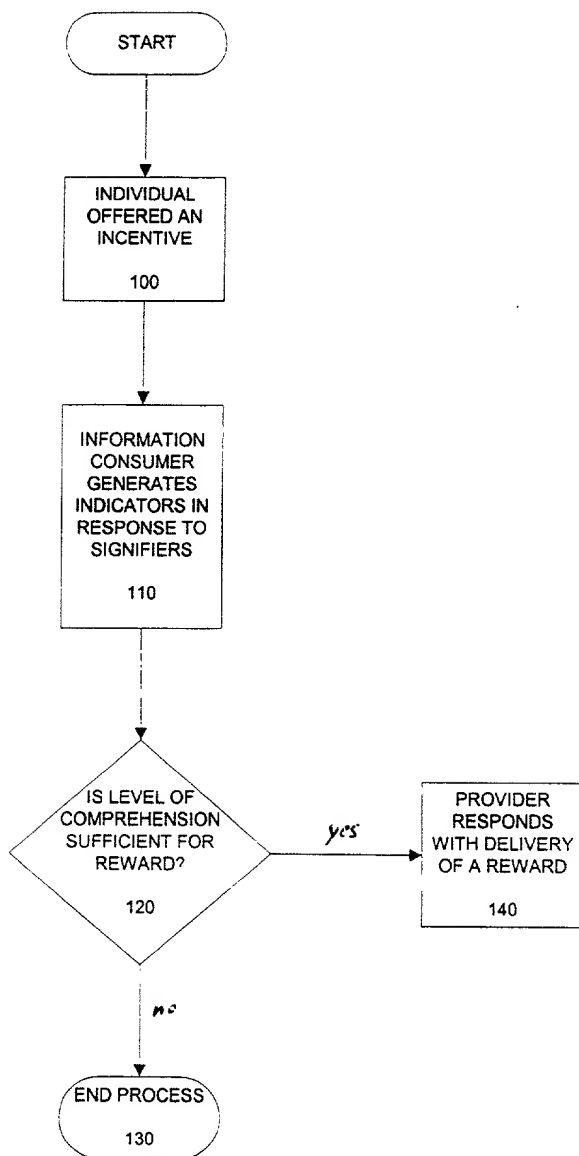 START
INDIVIDUAL
OFFERED AN
INCENTIVE
100
INFORMATION
CONSUMER
GENERATES
INDICATORS IN
RESPONSE TO
SIGNIFIERS
110
IS LEVEL OF
COMPREHENSION
SUFFICIENT FOR
REWARD?
120
yes
PROVIDER
RESPONDS
WITH DELIVERY
OF A REWARD
140
no
END PROCESS
130